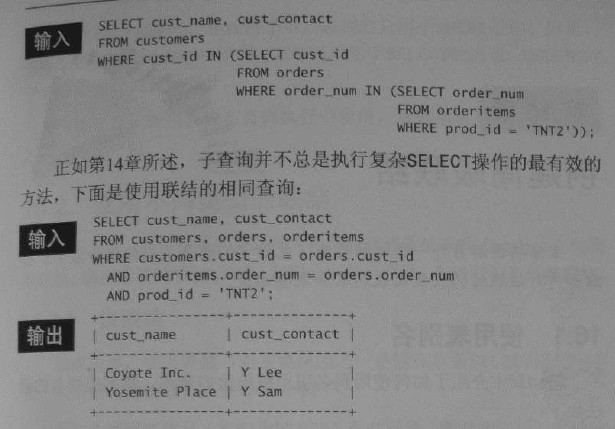 输入
SELECT cust_name, cust_contact
FROM customers
WHERE cust_id IN (SELECT cust_id
FROM orders
WHERE order_num IN (SELECT order_num
FROM orderitems
WHERE prod_id = 'TNT2'));
正如第14章所述，子查询并不总是执行复杂SELECT操作的最有效的
方法，下面是使用联结的相同查询：
输入
SELECT cust_name, cust_contact
FROM customers, orders, orderitems
WHERE customers.cust_id = orders.cust_id
AND orderitems.order_num = orders.order_num
AND prod_id = 'TNT2';
输出
+----------------+--------------+
| cust_name | cust_contact |
+----------------+--------------+
| Coyote Inc. | Y Lee |
| Yosemite Place | Y Sam |
+----------------+--------------+